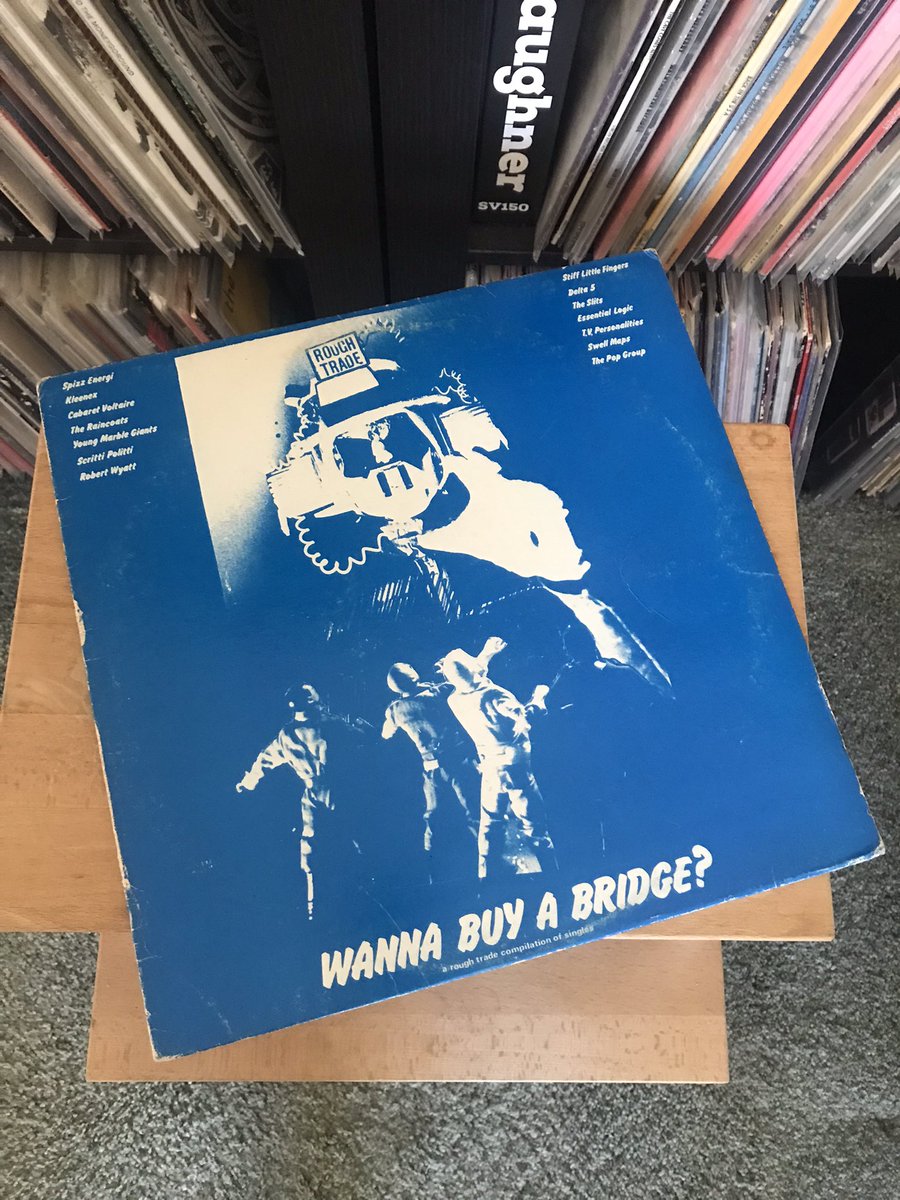 aughner
SV150
Stiff Little Fingers
Delta 5
The Slits
Essential Logic
T.V. Personalities
Swell Maps
The Pop Group
ROUGH
TRADE
Spizz Energi
Kleenex
Cabaret Voltaire
The Raincoats
Young Marble Giants
Scritti Politti
Robert Wyatt
WANNA BUY A BRIDGE?
a rough trade compilation of singles